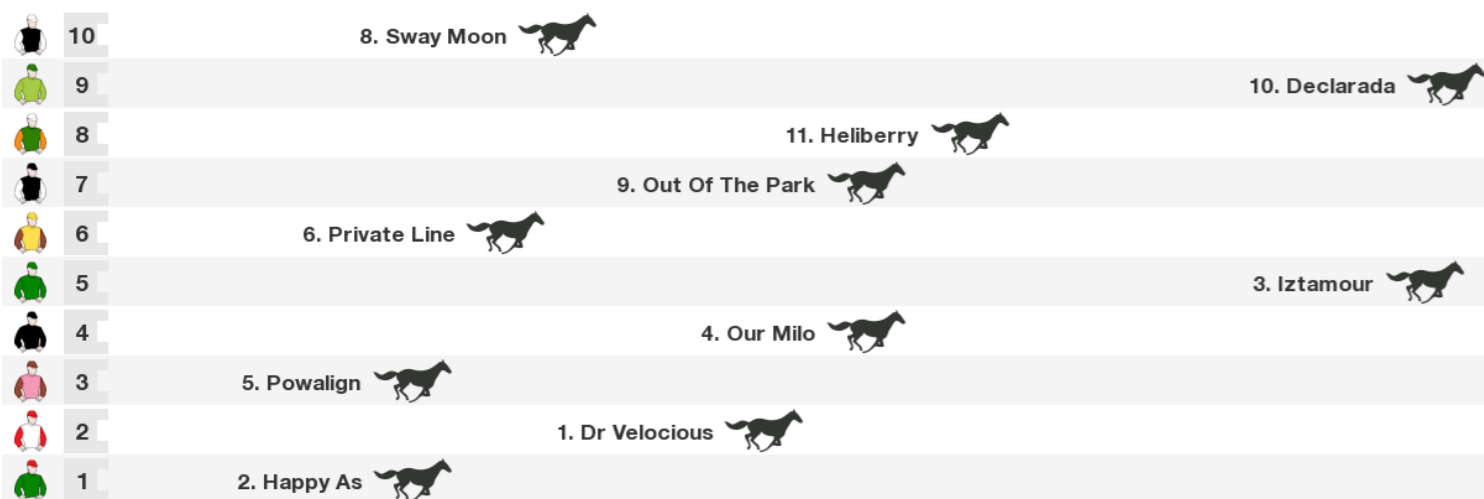 10 8. Sway Moon
9 10. Declarada
8 11. Heliberry
7 9. Out Of The Park
6 6. Private Line
5 3. Iztamour
4 4. Our Milo
3 5. Powalign
2 1. Dr Velocious
1 2. Happy As